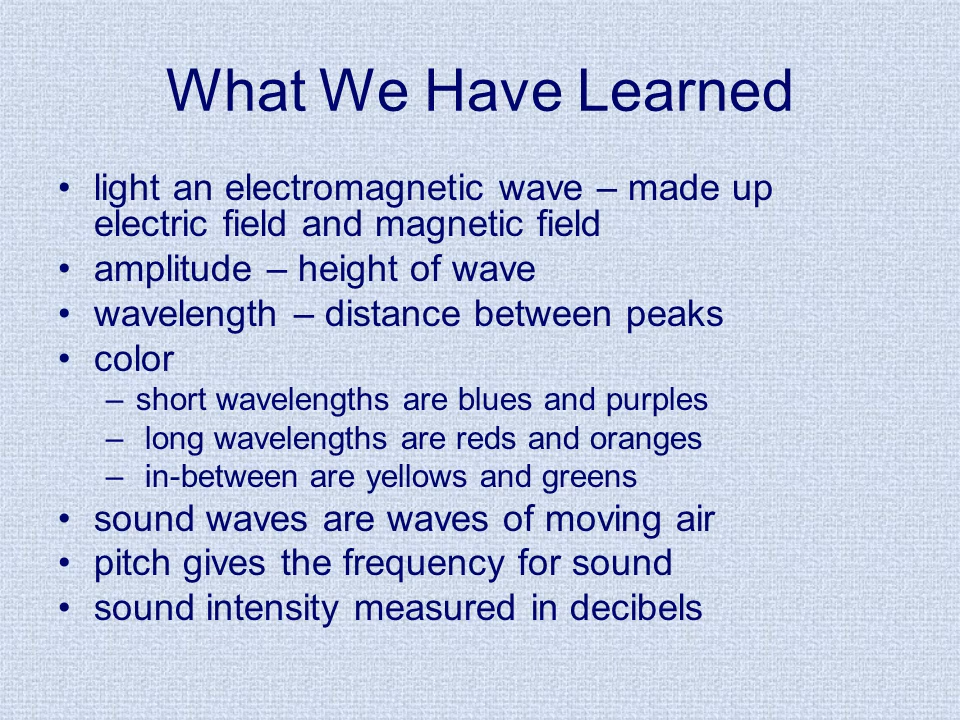 What We Have Learned
• light an electromagnetic wave – made up
electric field and magnetic field
• amplitude – height of wave
• wavelength – distance between peaks
• color
– short wavelengths are blues and purples
– long wavelengths are reds and oranges
– in-between are yellows and greens
• sound waves are waves of moving air
• pitch gives the frequency for sound
• sound intensity measured in decibels